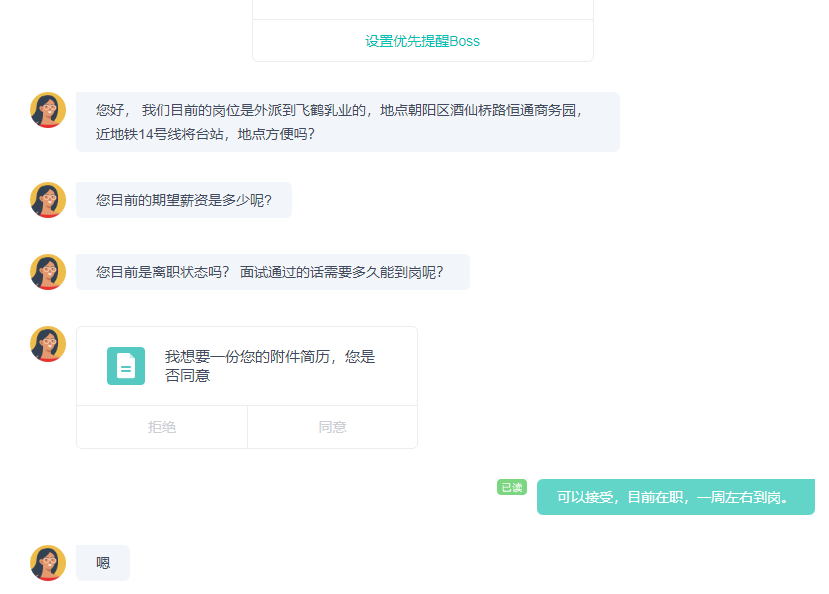 设置优先提醒Boss
您好， 我们目前的岗位是外派到飞鹤乳业的，地点朝阳区酒仙桥路恒通商务园，
近地铁14号线将台站，地点方便吗？
您目前的期望薪资是多少呢?
您目前是离职状态吗？ 面试通过的话需要多久能到岗呢?
我想要一份您的附件简历，您是
否同意
拒绝
同意
已读
可以接受，目前在职，一周左右到岗。
嗯